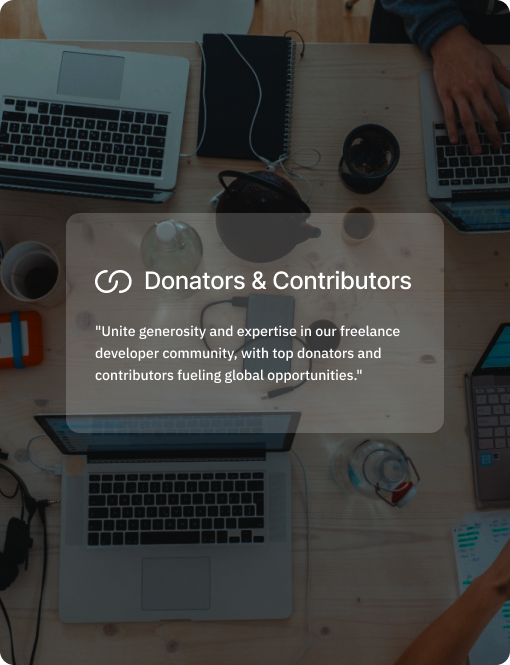 Donators & Contributors
"Unite generosity and expertise in our freelance
developer community, with top donators and
contributors fueling global opportunities."